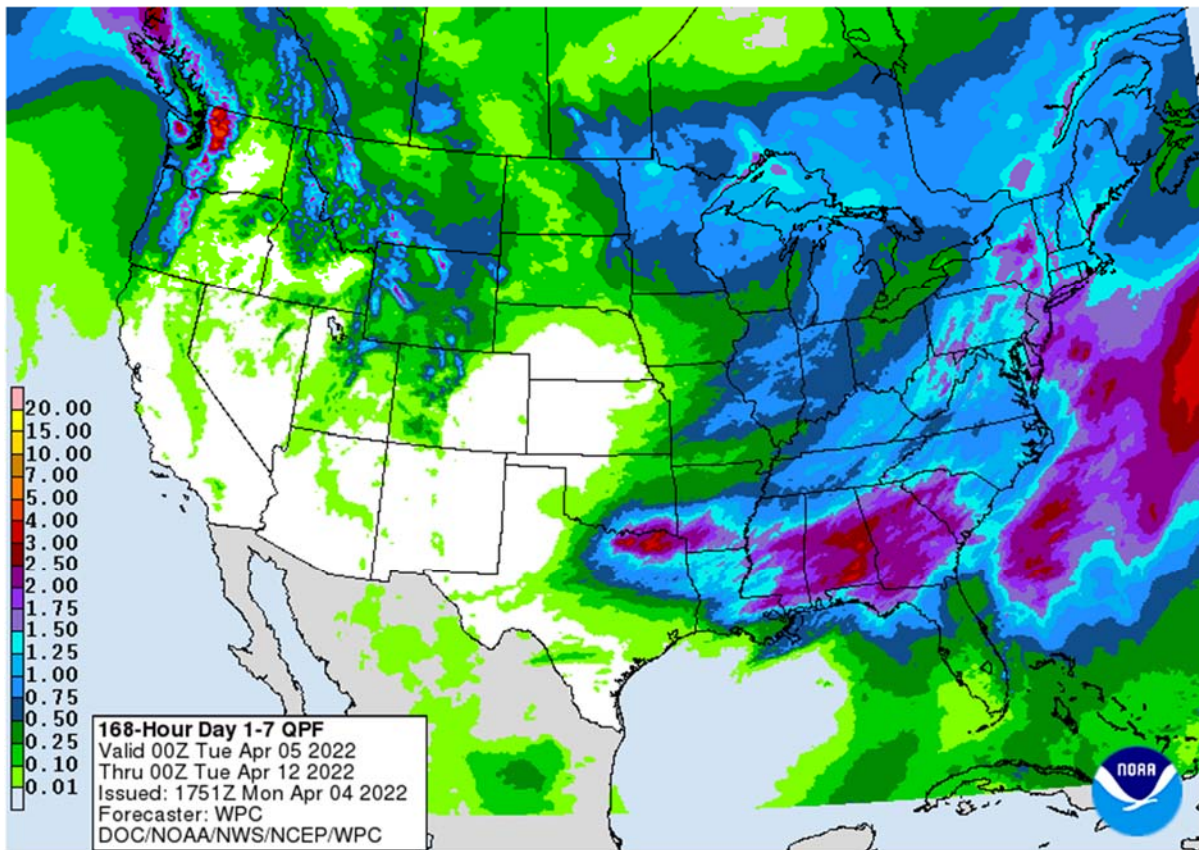 20.00
15.00
10.00
7.00
5.00
4.00
3.00
2.50
2.00
1.75
1.50
1.25
1.00
0.75
0.50
0.25
0.10
0.01
168-Hour Day 1-7 QPF
Valid 00Z Tue Apr 05 2022
Thru 00Z Tue Apr 12 2022
Issued: 1751Z Mon Apr 04 2022
Forecaster: WPC
DOC/NOAA/NWS/NCEP/WPC
NOAA